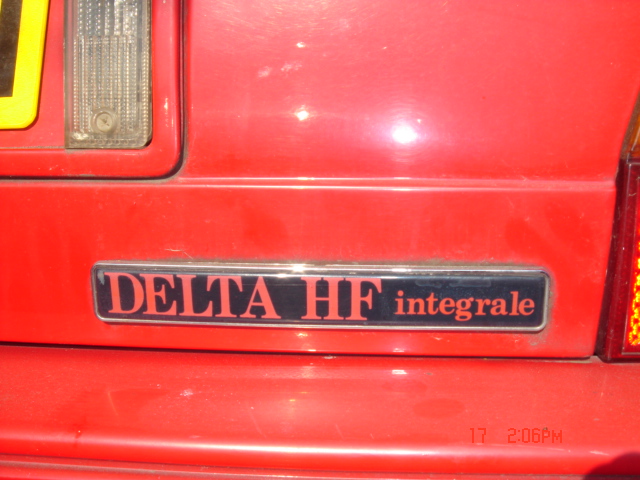 DELTA HF integrale
17 2:06PM